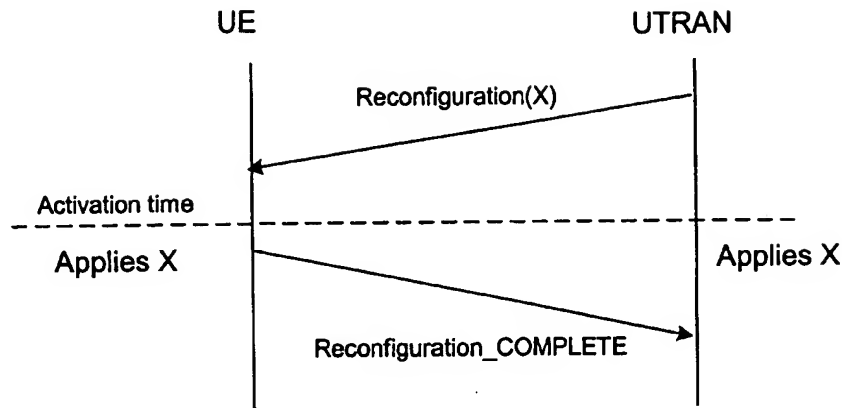 UE
UTRAN
Reconfiguration(X)
Activation time
Applies X
Applies X
Reconfiguration_COMPLETE